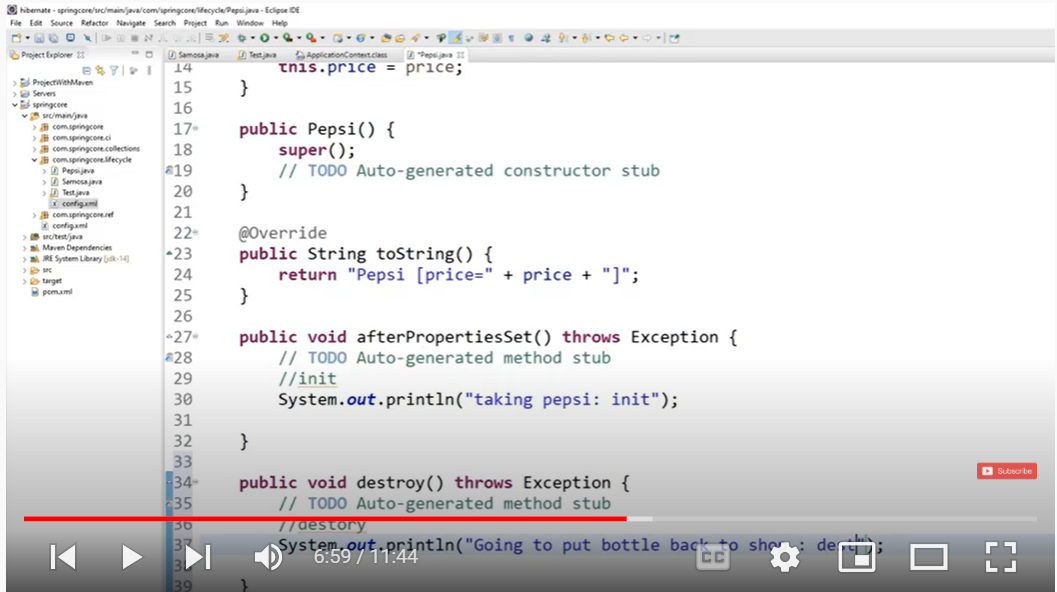 hibernate - springcore/src/main/java/com/springcore/lifecycle/Pepsi.java - Eclipse IDE
File Edit Source Refactor Navigate Search Project Run Window Help
Project Explorer
Samosa.java Test.java ApplicationContext.class *Pepsi.java
ProjectWithMaven
Servers
springcore
src/main/java
com.springcore
com.springcore.ci
com.springcore.collections
com.springcore.lifecycle
Pepsi.java
Samosa.java
Test.java
config.xml
com.springcore.ref
config.xml
src/test/java
Maven Dependencies
JRE System Library [jdk-14]
src
target
pom.xml
14 this.price = price;
15 }
16
17 public Pepsi() {
18 super();
19 // TODO Auto-generated constructor stub
20 }
21
22 @Override
23 public String toString() {
24 return "Pepsi [price=" + price + "]";
25 }
26
27 public void afterPropertiesSet() throws Exception {
28 // TODO Auto-generated method stub
29 //init
30 System.out.println("taking pepsi: init");
31
32 }
33
34 public void destroy() throws Exception {
35 // TODO Auto-generated method stub
36 //destory
37 System.out.println("Going to put bottle back to shop : dest");
38
39 }
Subscribe
6:59 / 11:44
CC